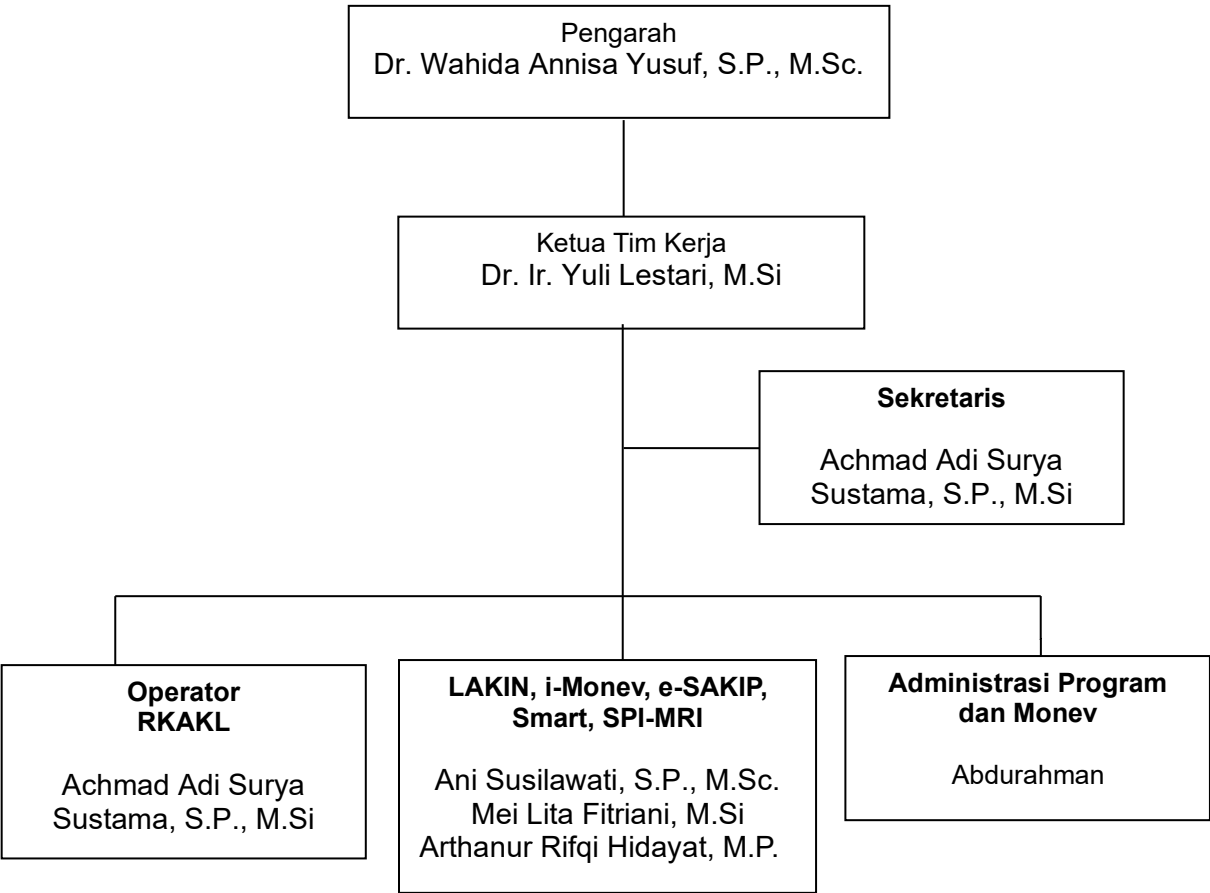 Pengarah
Dr. Wahida Annisa Yusuf, S.P., M.Sc.
Ketua Tim Kerja
Dr. Ir. Yuli Lestari, M.Si
Sekretaris
Achmad Adi Surya
Sustama, S.P., M.Si
Operator
RKAKL
Achmad Adi Surya
Sustama, S.P., M.Si
LAKIN, i-Monev, e-SAKIP,
Smart, SPI-MRI
Ani Susilawati, S.P., M.Sc.
Mei Lita Fitriani, M.Si
Arthanur Rifqi Hidayat, M.P.
Administrasi Program
dan Monev
Abdurahman